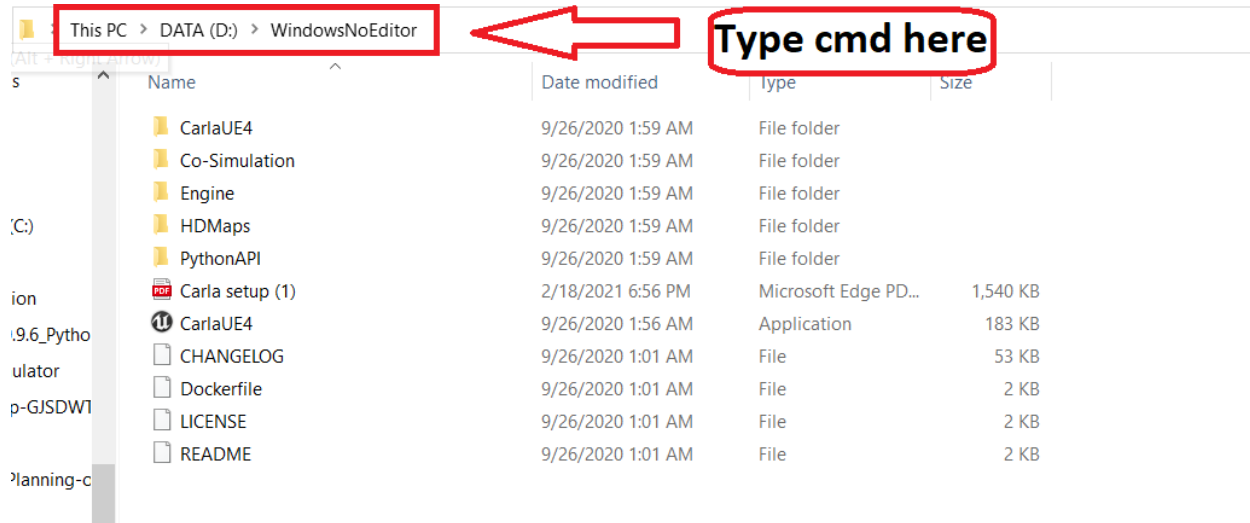 This PC > DATA (D:) > WindowsNoEditor
Type cmd here
(Alt + Right Arrow)
s
Name Date modified Type Size
CarlaUE4 9/26/2020 1:59 AM File folder
Co-Simulation 9/26/2020 1:59 AM File folder
Engine 9/26/2020 1:59 AM File folder
(C:) HDMaps 9/26/2020 1:59 AM File folder
PythonAPI 9/26/2020 1:59 AM File folder
ion PDF Carla setup (1) 2/18/2021 6:56 PM Microsoft Edge PD... 1,540 KB
CarlaUE4 9/26/2020 1:56 AM Application 183 KB
.9.6_Pytho CHANGELOG 9/26/2020 1:01 AM File 53 KB
ulator Dockerfile 9/26/2020 1:01 AM File 2 KB
p-GJSDWT LICENSE 9/26/2020 1:01 AM File 2 KB
README 9/26/2020 1:01 AM File 2 KB
Planning-c